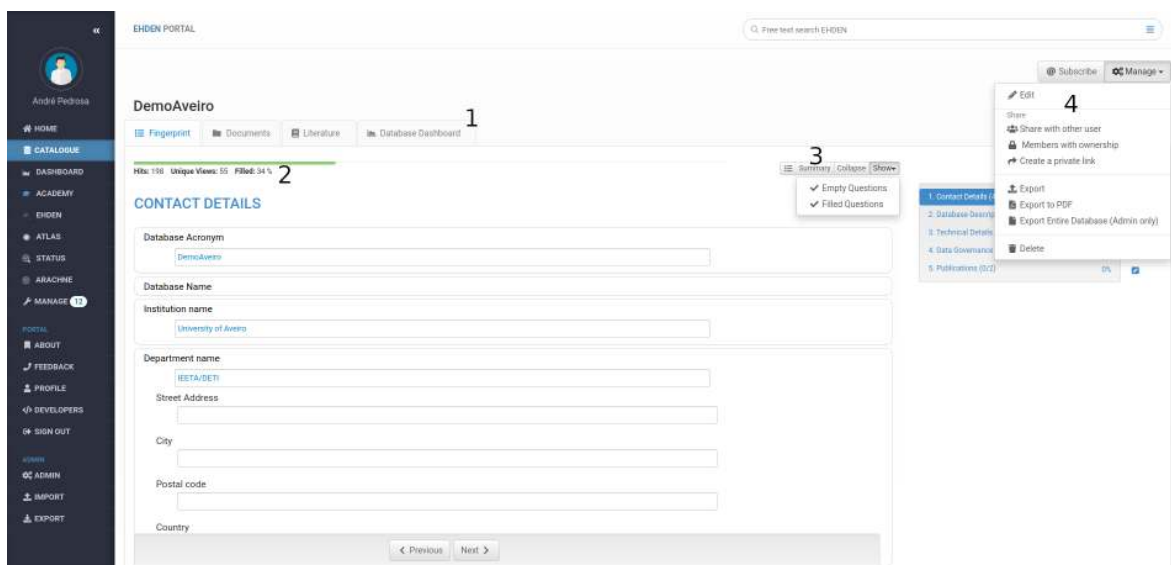 EHDEN PORTAL
Free text search EHDEN
André Pedrosa
HOME
CATALOGUE
DASHBOARD
ACADEMY
EHDEN
ATLAS
STATUS
ARACHNE
MANAGE 12
PORTAL
ABOUT
FEEDBACK
PROFILE
DEVELOPERS
SIGN OUT
ADMIN
ADMIN
IMPORT
EXPORT
@ Subscribe Manage
DemoAveiro
1
Fingerprint Documents Literature Database Dashboard
Hits: 196 Unique Views: 55 Filled: 34 %
2
3
Summary Collapse Show
Empty Questions
Filled Questions
4
Edit
Share
Share with other user
Members with ownership
Create a private link
Export
Export to PDF
Export Entire Database (Admin only)
Delete
1. Contact Details
2. Database
3. Technical Details
4. Data Governance
5. Publications (0/2) 0%
CONTACT DETAILS
Database Acronym
DemoAveiro
Database Name
Institution name
University of Aveiro
Department name
IEETA/DETI
Street Address
City
Postal code
Country
Previous Next